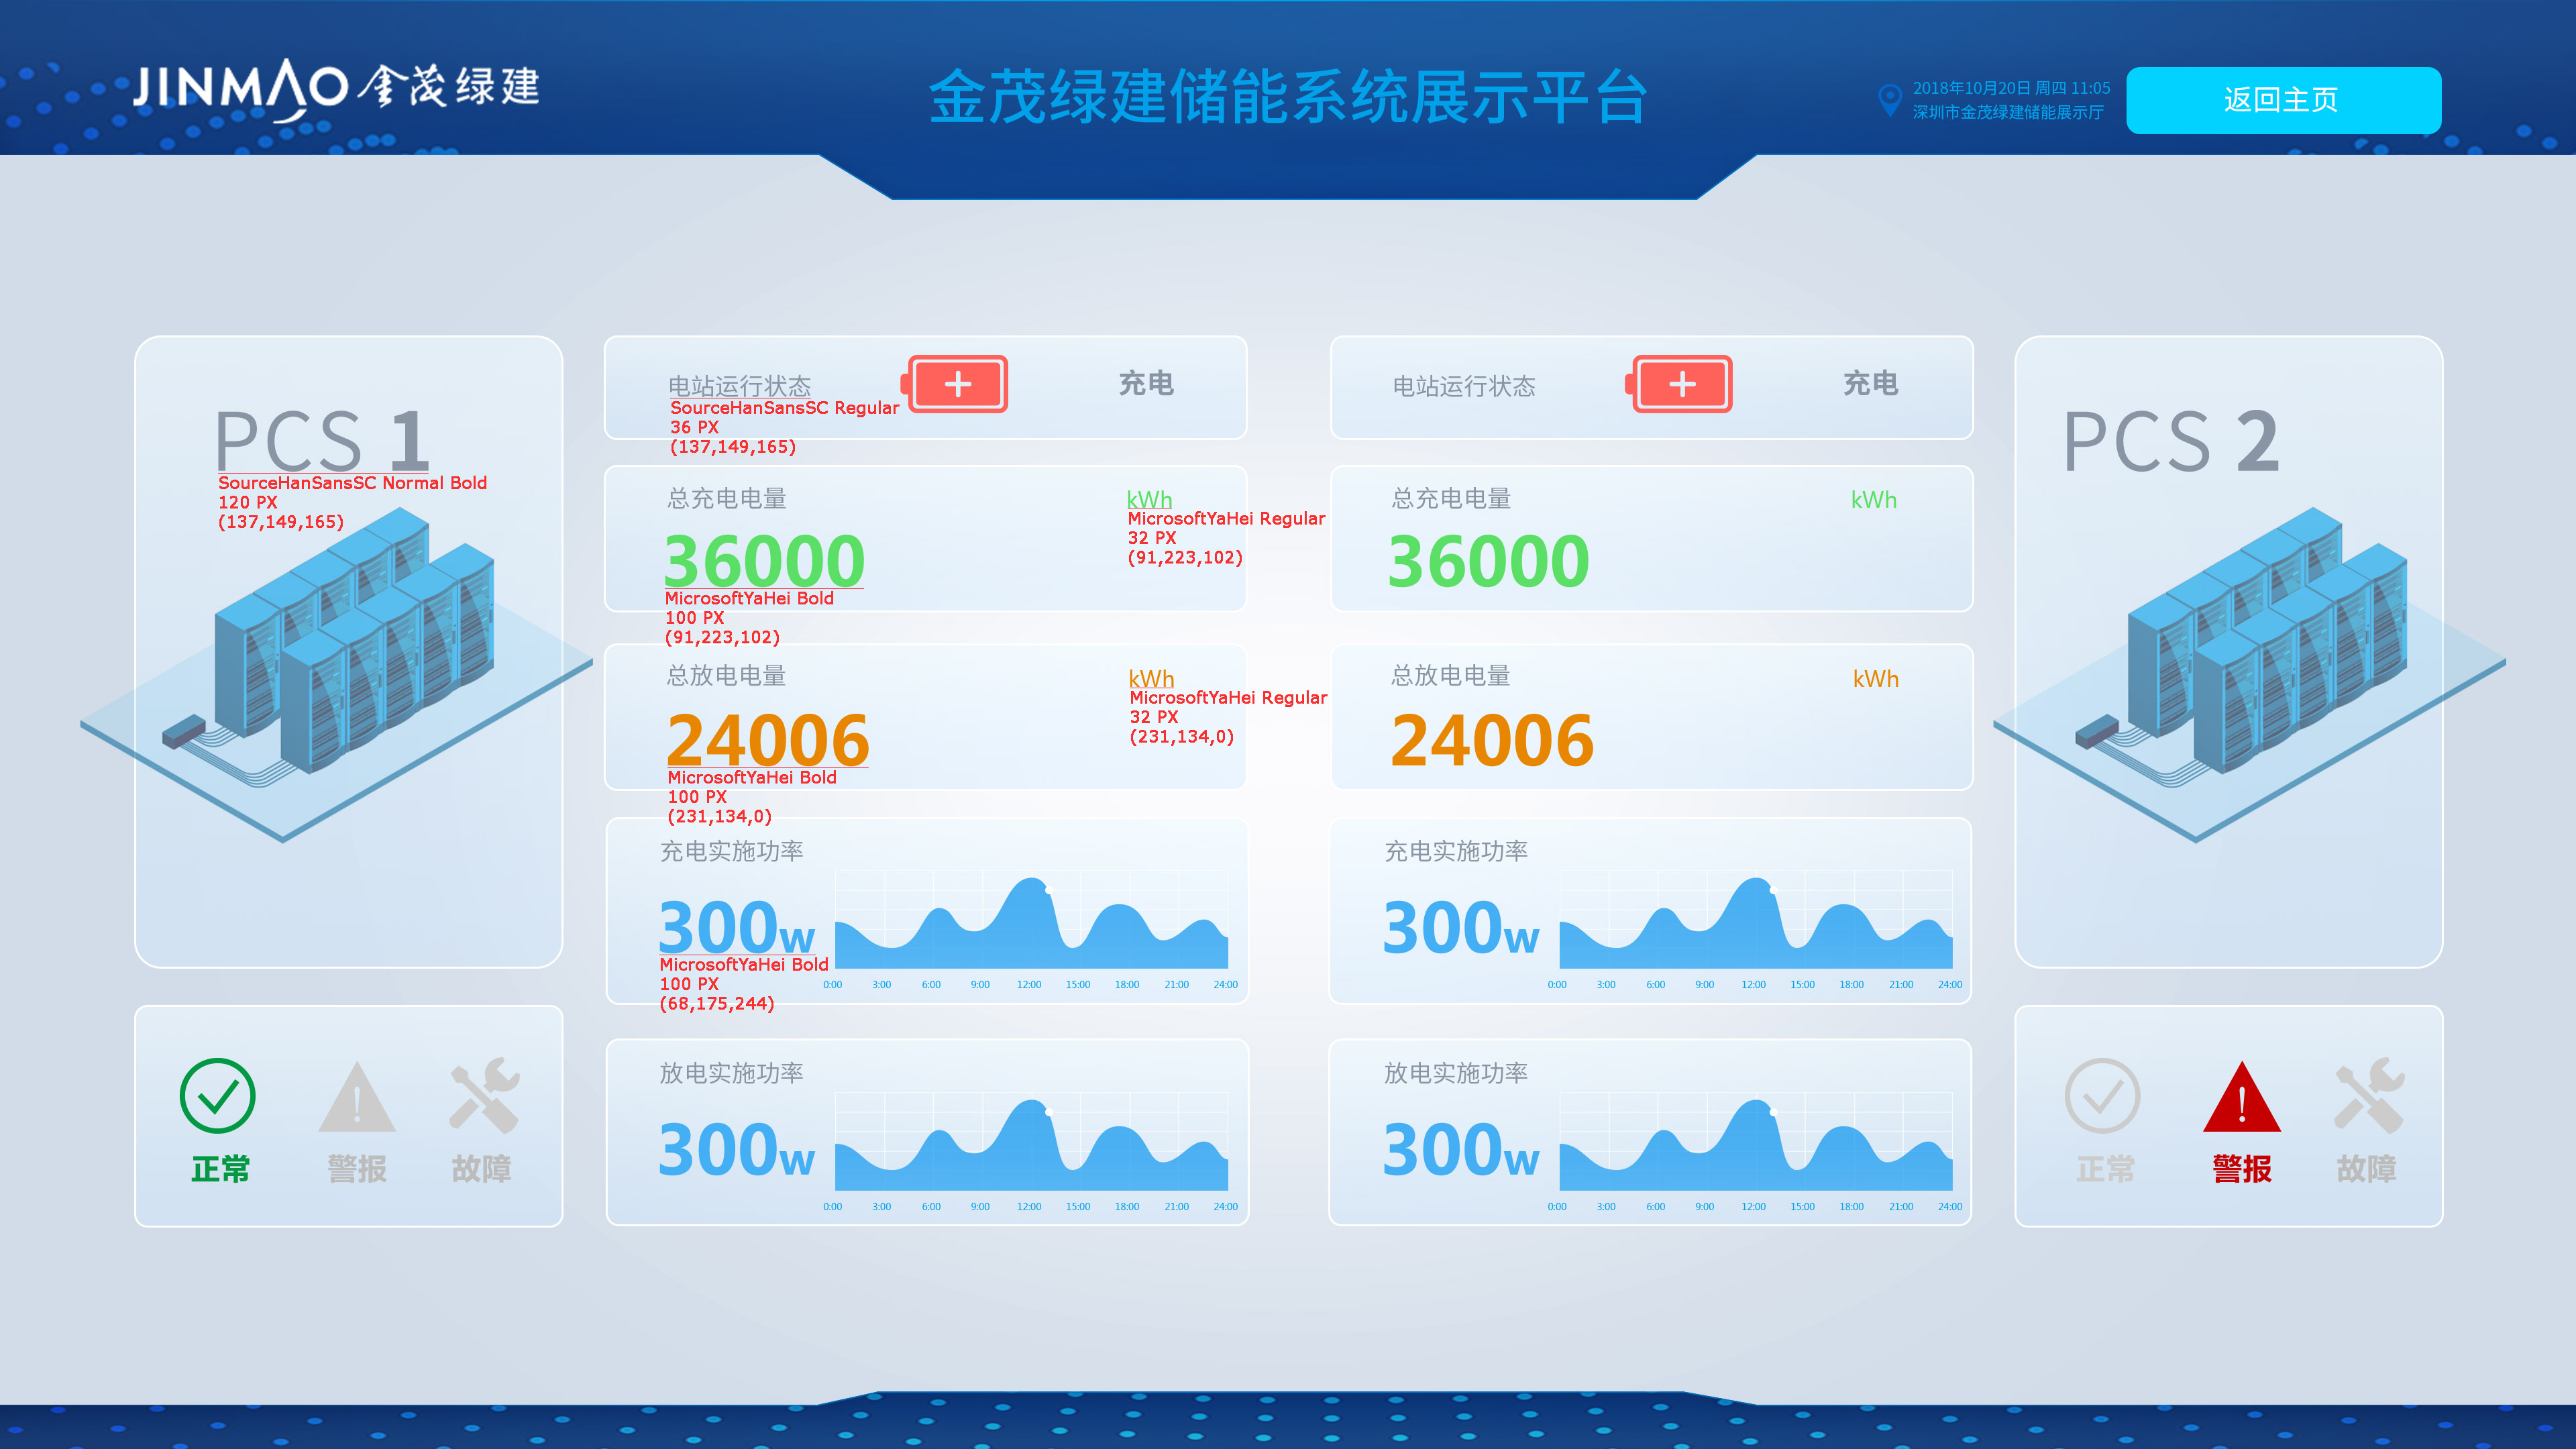 JINMAO 金茂绿建
金茂绿建储能系统展示平台
2018年10月20日 周四 11:05
深圳市金茂绿建储能展示厅
返回主页
PCS 1
SourceHanSansSC Normal Bold
120 PX
(137,149,165)
正常
警报
故障
电站运行状态
SourceHanSansSC Regular
36 PX
(137,149,165)
充电
总充电电量
kWh
MicrosoftYaHei Regular
32 PX
(91,223,102)
36000
MicrosoftYaHei Bold
100 PX
(91,223,102)
总放电电量
kWh
MicrosoftYaHei Regular
32 PX
(231,134,0)
24006
MicrosoftYaHei Bold
100 PX
(231,134,0)
充电实施功率
300w
MicrosoftYaHei Bold
100 PX
(68,175,244)
0:00 3:00 6:00 9:00 12:00 15:00 18:00 21:00 24:00
放电实施功率
300w
0:00 3:00 6:00 9:00 12:00 15:00 18:00 21:00 24:00
电站运行状态
充电
总充电电量
kWh
36000
总放电电量
kWh
24006
充电实施功率
300w
0:00 3:00 6:00 9:00 12:00 15:00 18:00 21:00 24:00
放电实施功率
300w
0:00 3:00 6:00 9:00 12:00 15:00 18:00 21:00 24:00
PCS 2
正常
警报
故障